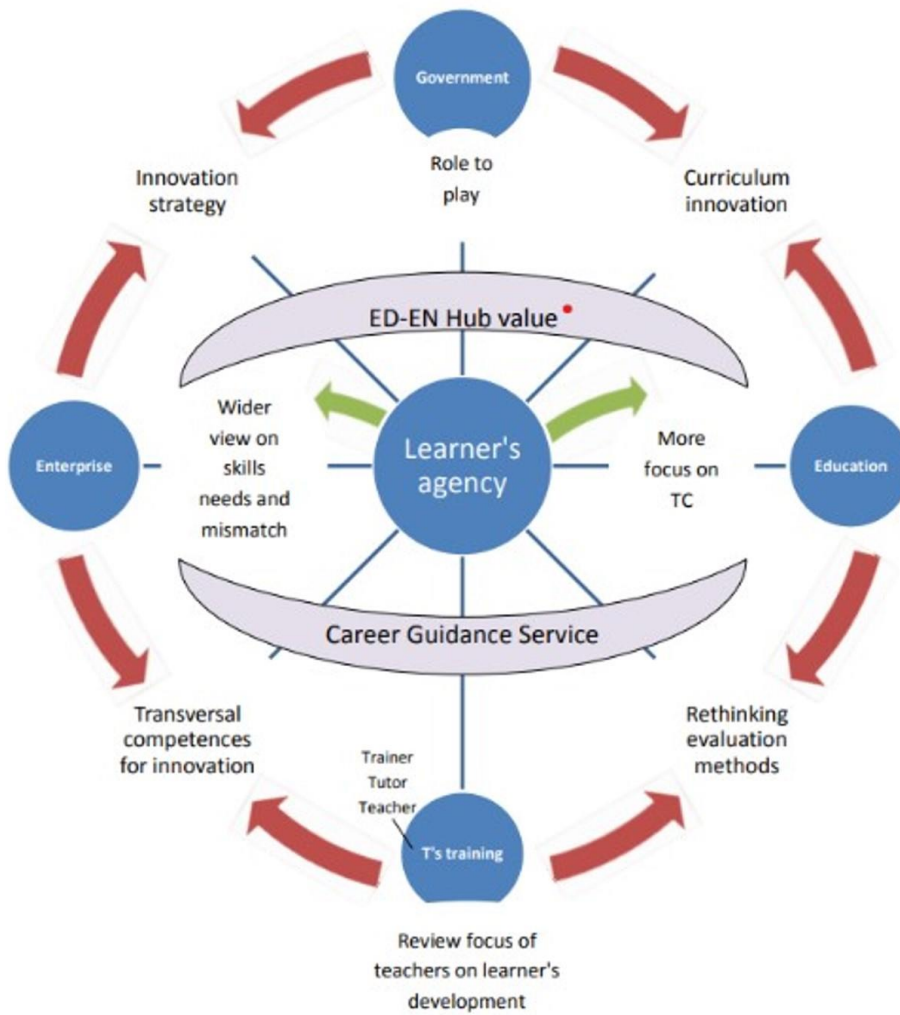 Government
Role to
play
Innovation
strategy
Curriculum
innovation
ED-EN Hub value
Wider
view on
skills
needs and
mismatch
Learner's
agency
More
focus on
TC
Enterprise
Education
Career Guidance Service
Transversal
competences
for innovation
Rethinking
evaluation
methods
Trainer
Tutor
Teacher
T's training
Review focus of
teachers on learner's
development